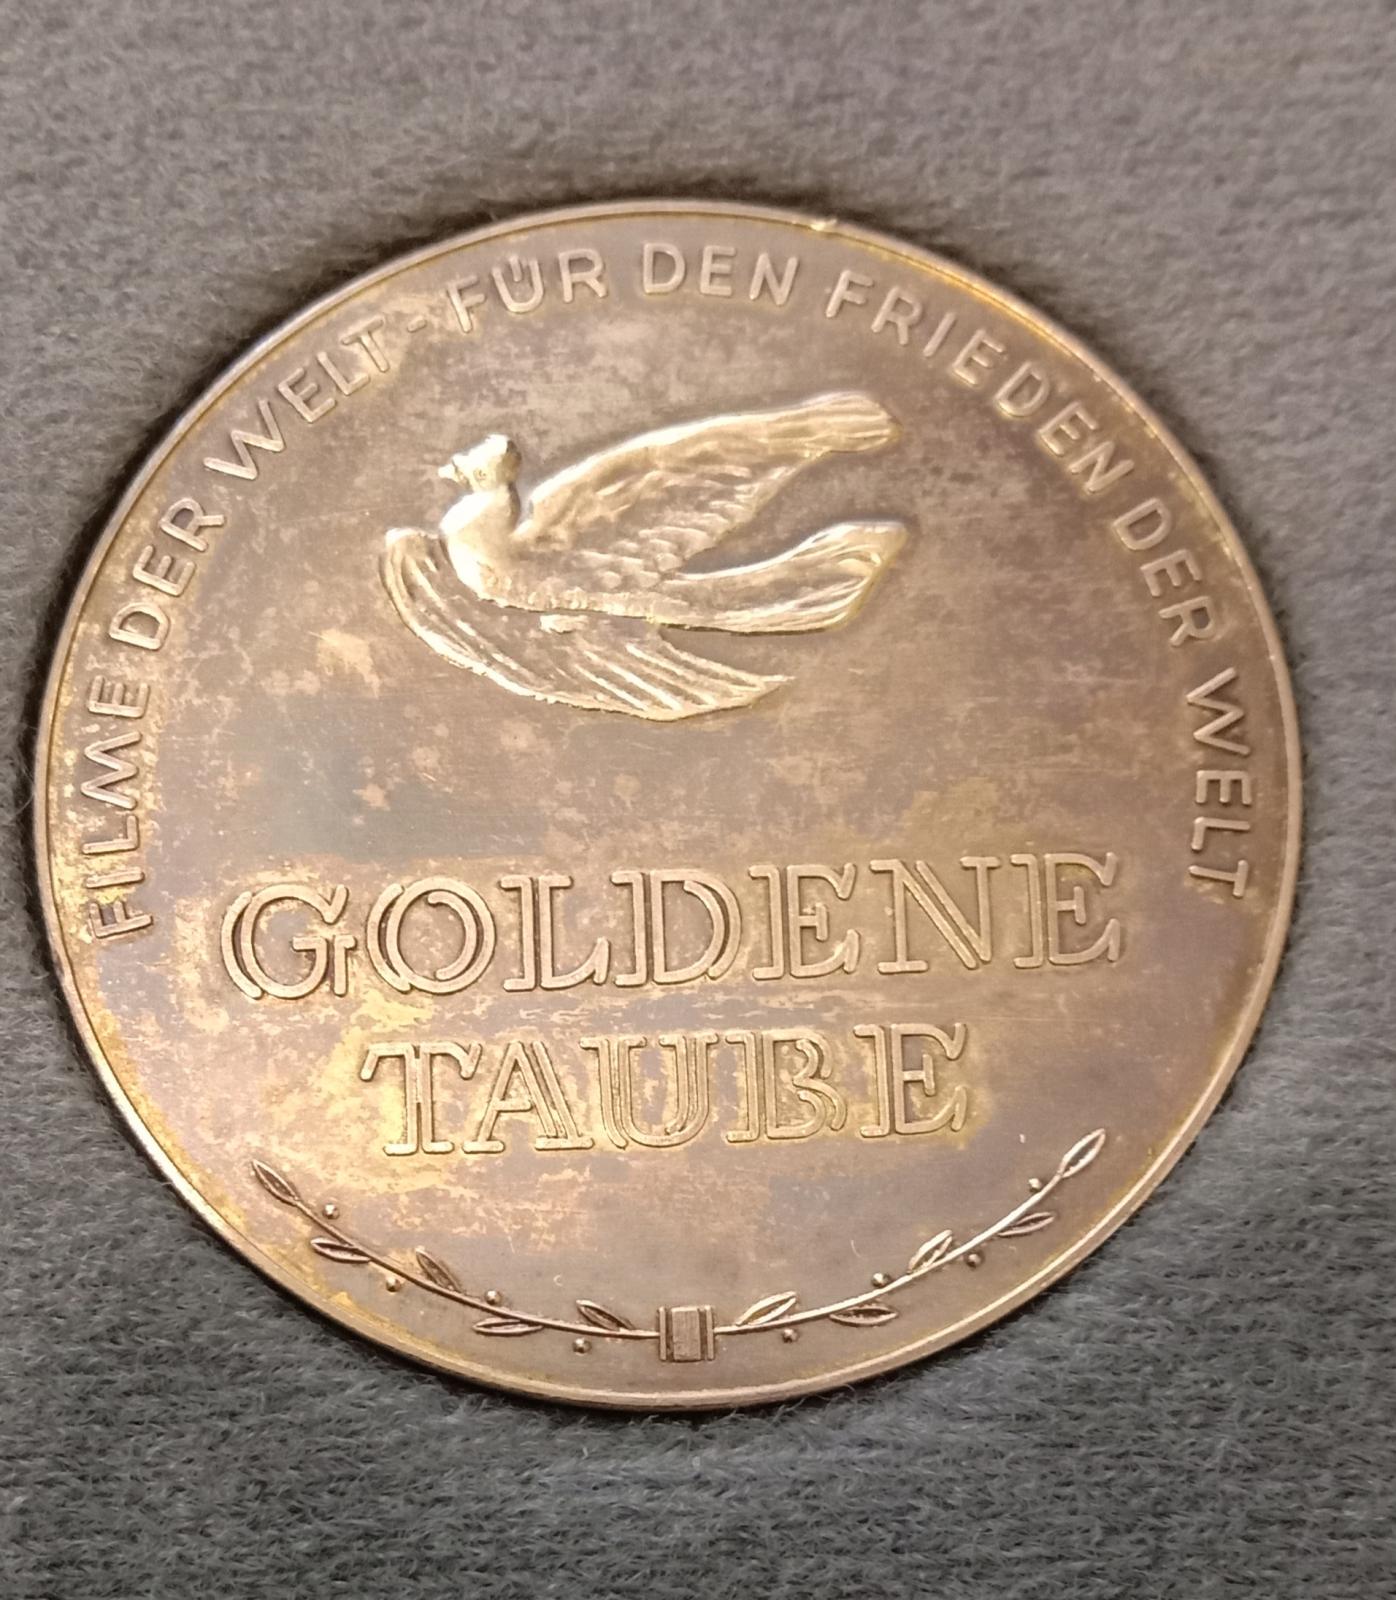 FILME DER WELT - FÜR DEN FRIEDEN DER WELT
GOLDENE
TAUBE